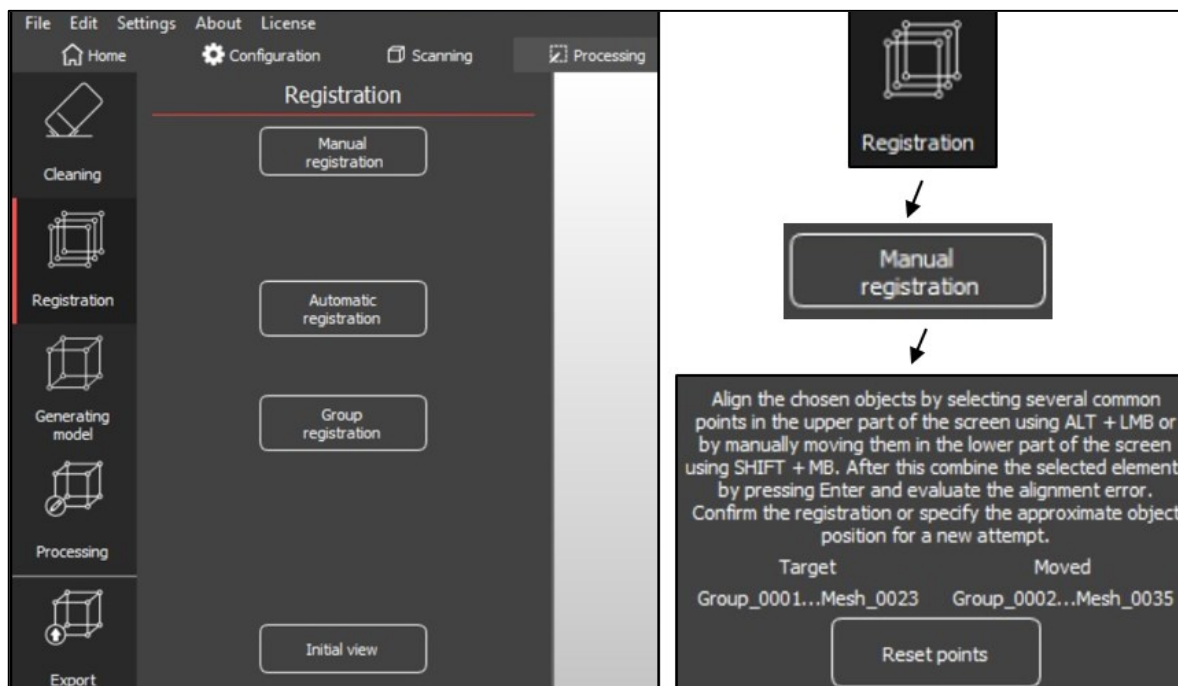 File Edit Settings About License
Home Configuration Scanning Processing
Cleaning
Registration
Generating
model
Processing
Export
Registration
Manual
registration
Automatic
registration
Group
registration
Initial view
Registration
Manual
registration
Align the chosen objects by selecting several common
points in the upper part of the screen using ALT + LMB or
by manually moving them in the lower part of the screen
using SHIFT + MB. After this combine the selected element
by pressing Enter and evaluate the alignment error.
Confirm the registration or specify the approximate object
position for a new attempt.
Target Moved
Group_0001...Mesh_0023 Group_0002...Mesh_0035
Reset points